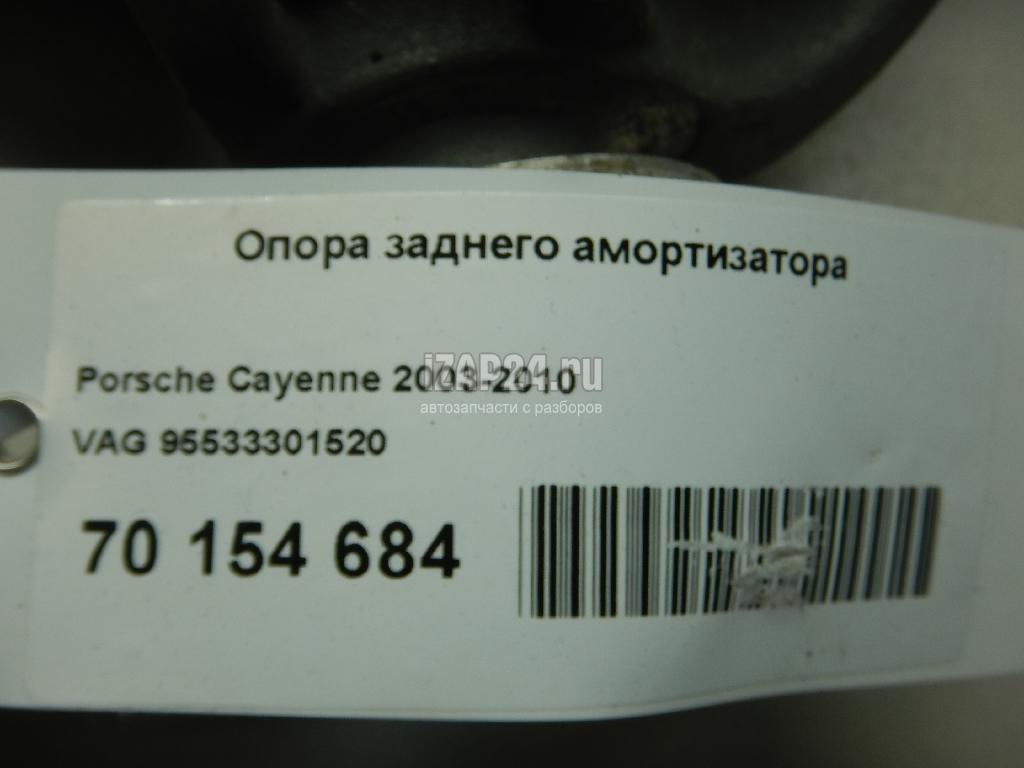 Опора заднего амортизатора
Porsche Cayenne 2003-2010
iZAP24.ru
автозапчасти с разборов
VAG 95533301520
70 154 684